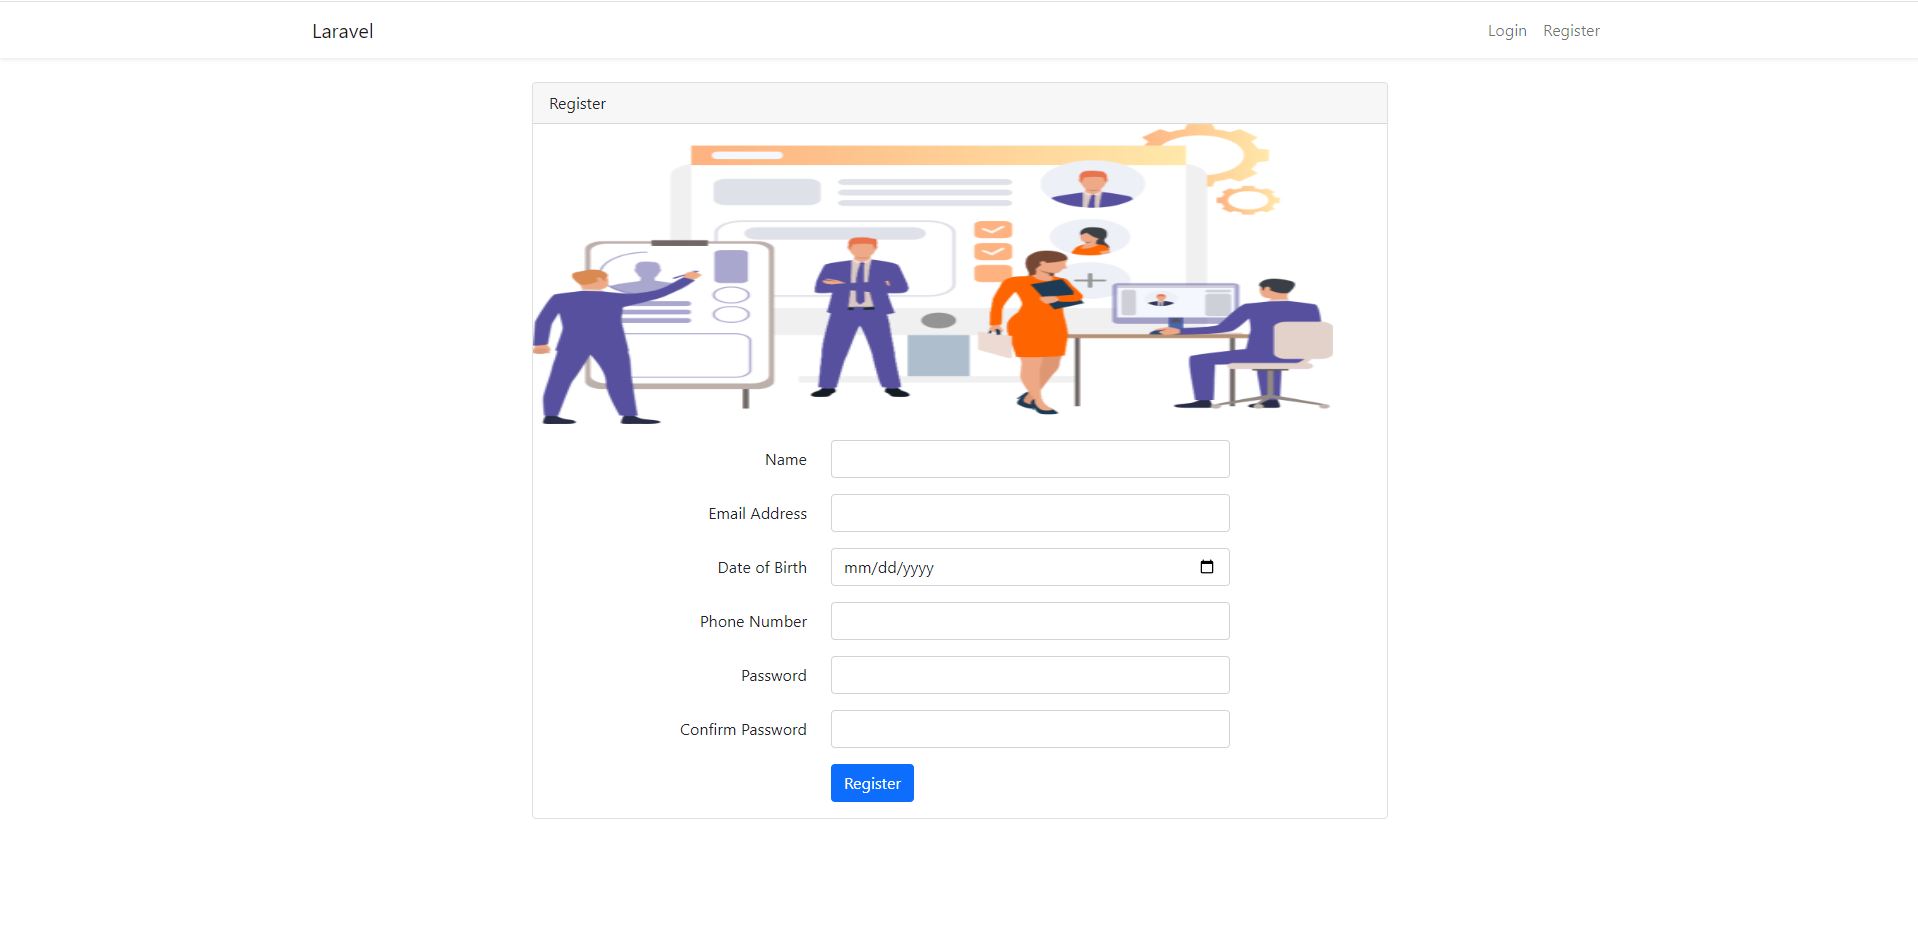 Laravel
Login Register
Register
Name
Email Address
Date of Birth
mm/dd/yyyy
Phone Number
Password
Confirm Password
Register